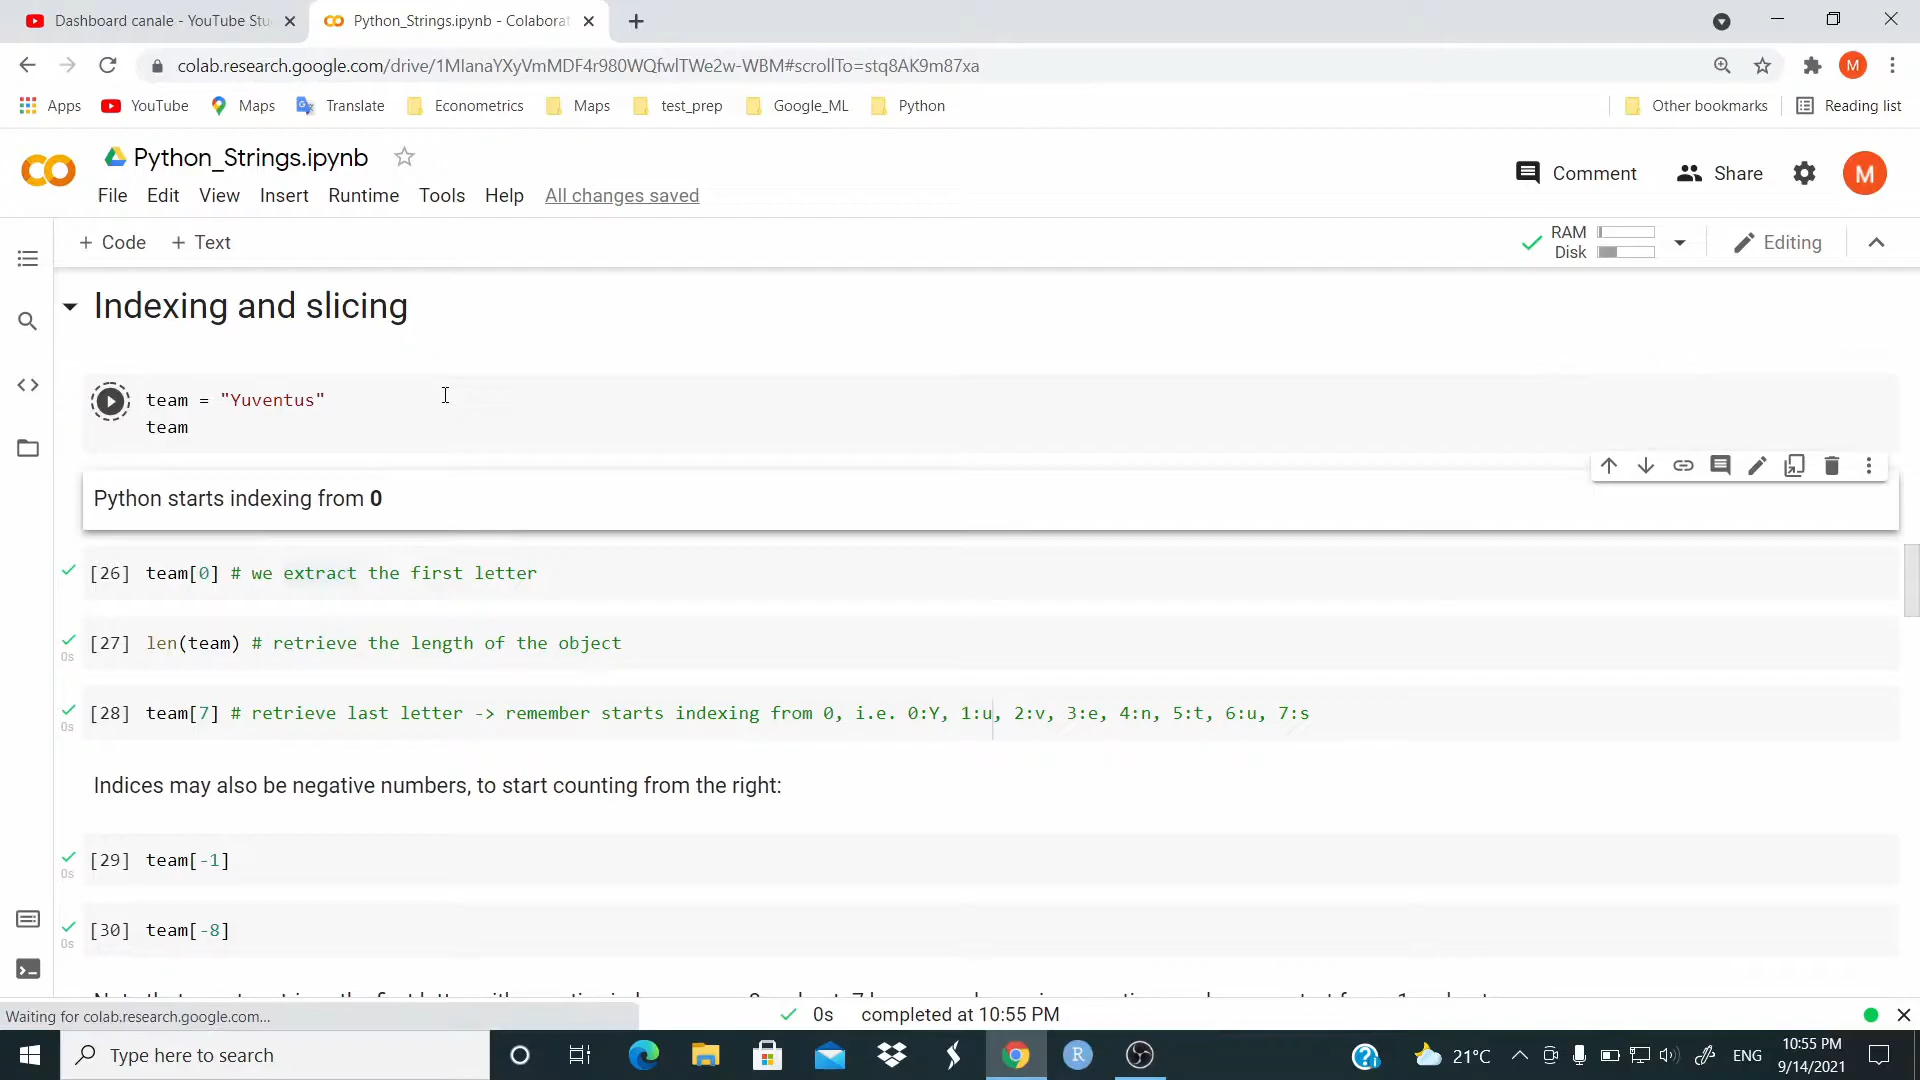 Dashboard canale - YouTube Stu
Python_Strings.ipynb - Colaborat
colab.research.google.com/drive/1MlanaYXyVmMDF4r980WQfwlTWe2w-WBM#scrollTo=stq8AK9m87xa
M
Apps
YouTube
Maps
Translate
Econometrics
Maps
test_prep
Google_ML
Python
Other bookmarks
Reading list
Python_Strings.ipynb
Comment
Share
M
File Edit View Insert Runtime Tools Help All changes saved
+ Code + Text
RAM
Disk
Editing
Indexing and slicing
team = "Yuventus"
team
Python starts indexing from 0
[26] team[0] # we extract the first letter
[27] len(team) # retrieve the length of the object
0s
[28] team[7] # retrieve last letter -> remember starts indexing from 0, i.e. 0:Y, 1:u, 2:v, 3:e, 4:n, 5:t, 6:u, 7:s
0s
Indices may also be negative numbers, to start counting from the right:
[29] team[-1]
0s
[30] team[-8]
0s
Waiting for colab.research.google.com...
0s completed at 10:55 PM
Type here to search
R
21°C
ENG
10:55 PM
9/14/2021